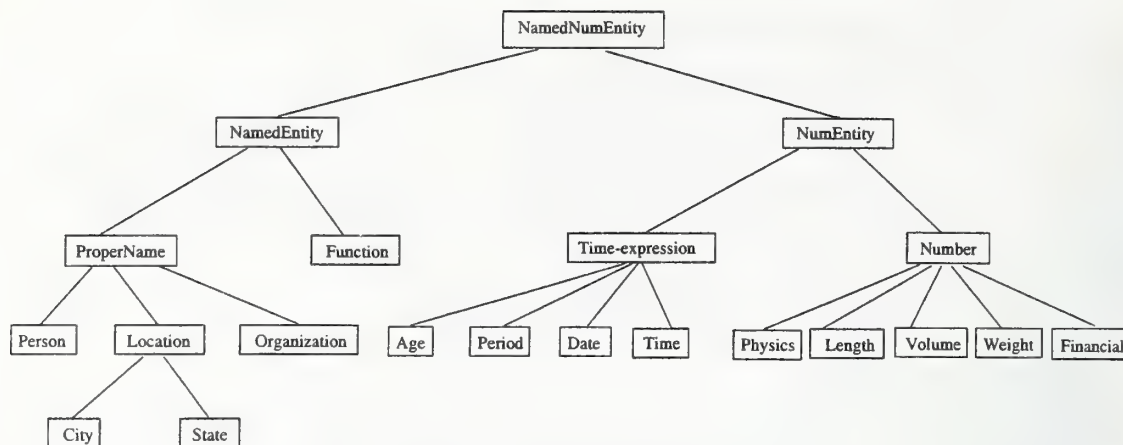 NamedNumEntity
NamedEntity
NumEntity
ProperName
Function
Time-expression
Number
Person
Location
Organization
Age
Period
Date
Time
Physics
Length
Volume
Weight
Financial
City
State